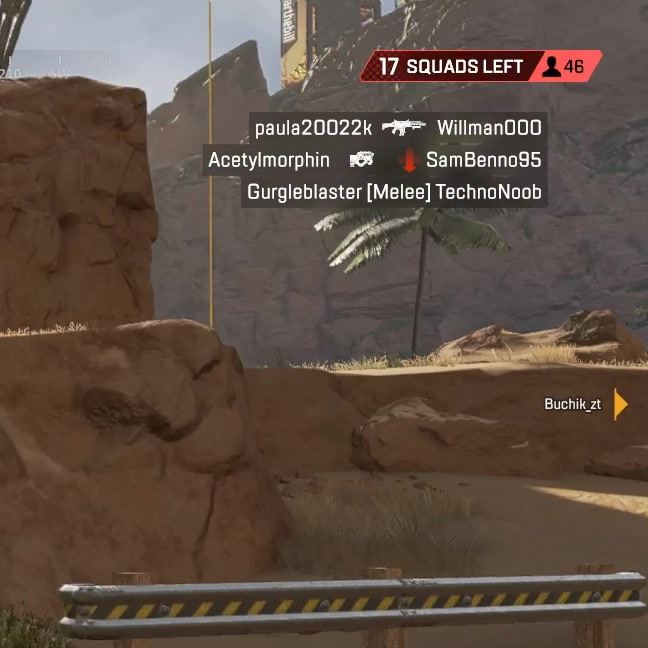 17 SQUADS LEFT 46
paula20022k Willman000
Acetylmorphin SamBenno95
Gurgleblaster [Melee] TechnoNoob
Buchik_zt